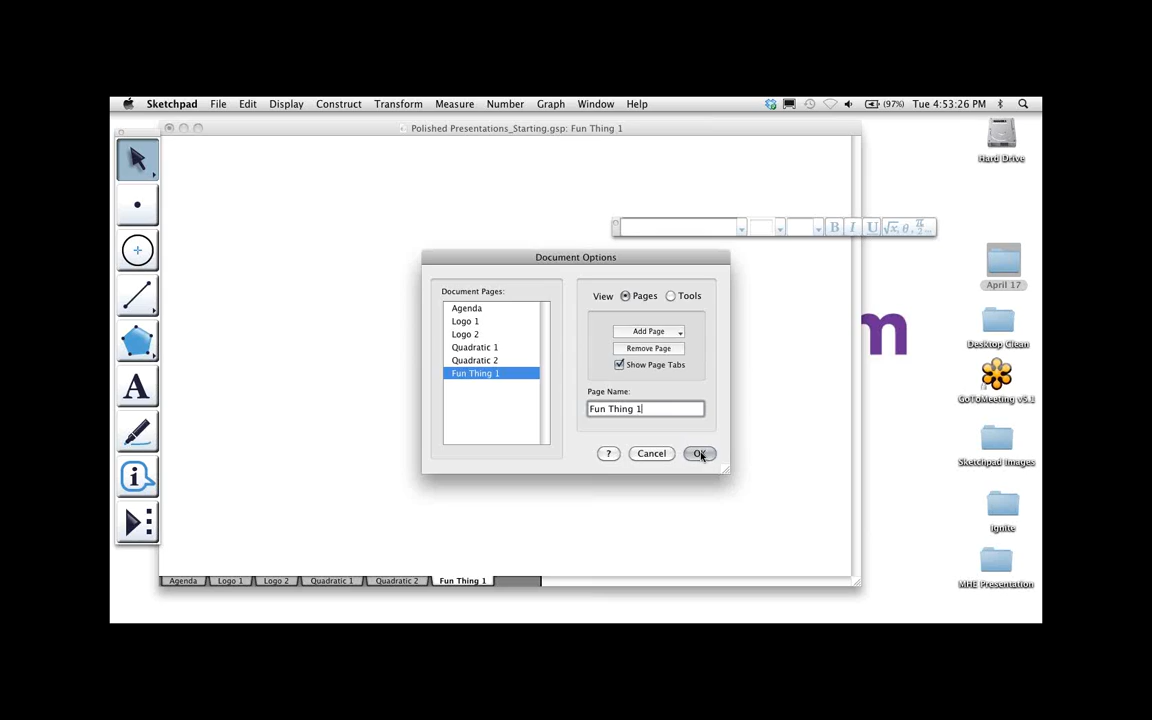 Sketchpad File Edit Display Construct Transform Measure Number Graph Window Help (97%) Tue 4:53:26 PM
Polished Presentations_Starting.gsp: Fun Thing 1
Hard Drive
B I U
Document Options
April 17
Document Pages:
Agenda
Logo 1
Logo 2
Quadratic 1
Quadratic 2
Fun Thing 1
View Pages Tools
Add Page
Remove Page
Show Page Tabs
Page Name:
Fun Thing 1
? Cancel OK
m
Desktop Clean
GoToMeeting v5.1
Sketchpad Images
Ignite
MHE Presentation
A
Agenda Logo 1 Logo 2 Quadratic 1 Quadratic 2 Fun Thing 1